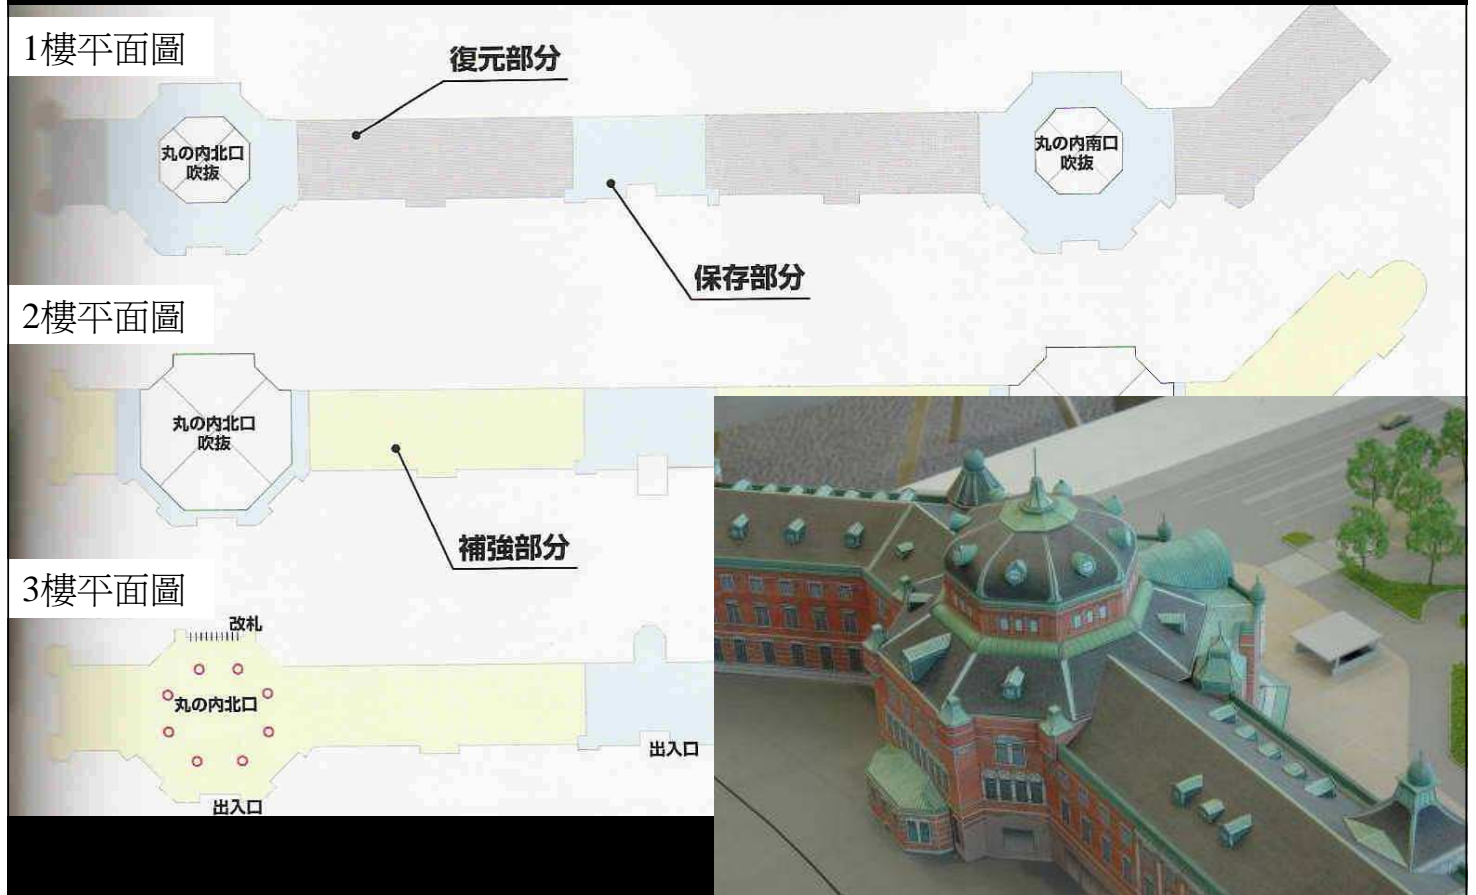 1樓平面圖
復元部分
丸の内北口
吹抜
丸の内南口
吹抜
保存部分
2樓平面圖
丸の内北口
吹抜
補強部分
3樓平面圖
改札
丸の内北口
出入口
出入口